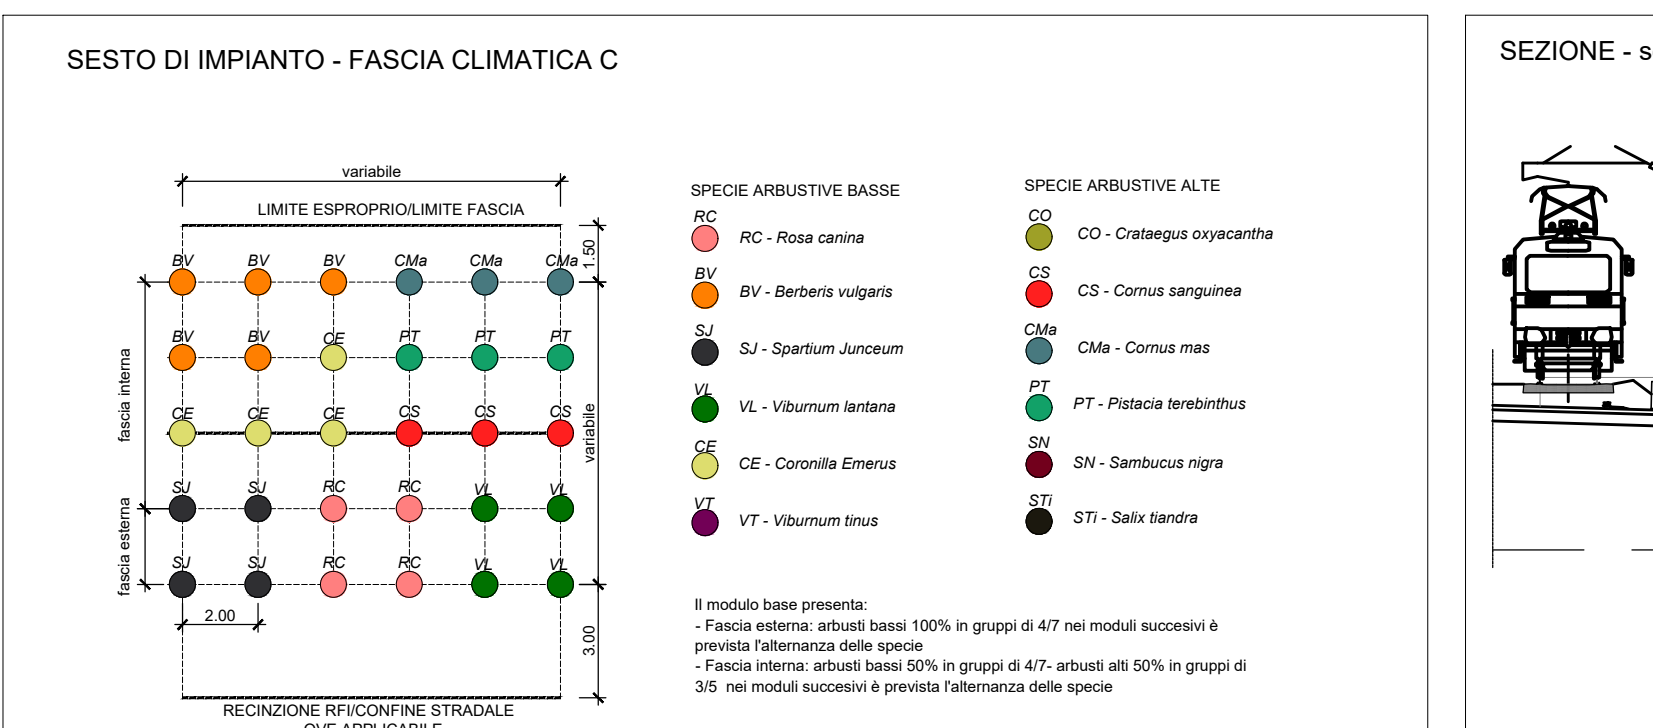 SESTO DI IMPIANTO - FASCIA CLIMATICA C
SEZIONE - s
variabile
LIMITE ESPROPRIO/LIMITE FASCIA
1.50
BV BV BV CMa CMa CMa
BV BV CE PT PT PT
fascia interna
CE CE CE CS CS CS
variabile
SJ SJ RC RC VL VL
fascia esterna
SJ SJ RC RC VL VL
2.00
3.00
RECINZIONE RFI/CONFINE STRADALE
OVE APPLICABILE
SPECIE ARBUSTIVE BASSE
RC
RC - Rosa canina
BV
BV - Berberis vulgaris
SJ
SJ - Spartium Junceum
VL
VL - Viburnum lantana
CE
CE - Coronilla Emerus
VT
VT - Viburnum tinus
SPECIE ARBUSTIVE ALTE
CO
CO - Crataegus oxyacantha
CS
CS - Cornus sanguinea
CMa
CMa - Cornus mas
PT
PT - Pistacia terebinthus
SN
SN - Sambucus nigra
STi
STi - Salix tiandra
Il modulo base presenta:
- Fascia esterna: arbusti bassi 100% in gruppi di 4/7 nei moduli succesivi è
prevista l'alternanza delle specie
- Fascia interna: arbusti bassi 50% in gruppi di 4/7- arbusti alti 50% in gruppi di
3/5 nei moduli succesivi è prevista l'alternanza delle specie